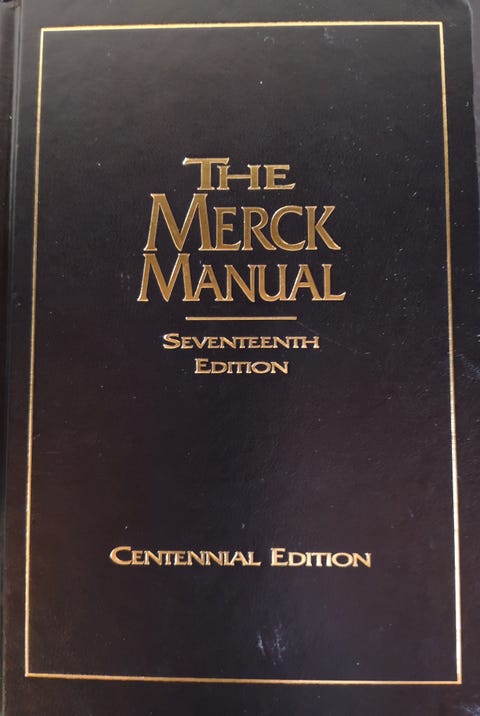 THE
MERCK
MANUAL
SEVENTEENTH
EDITION
CENTENNIAL EDITION